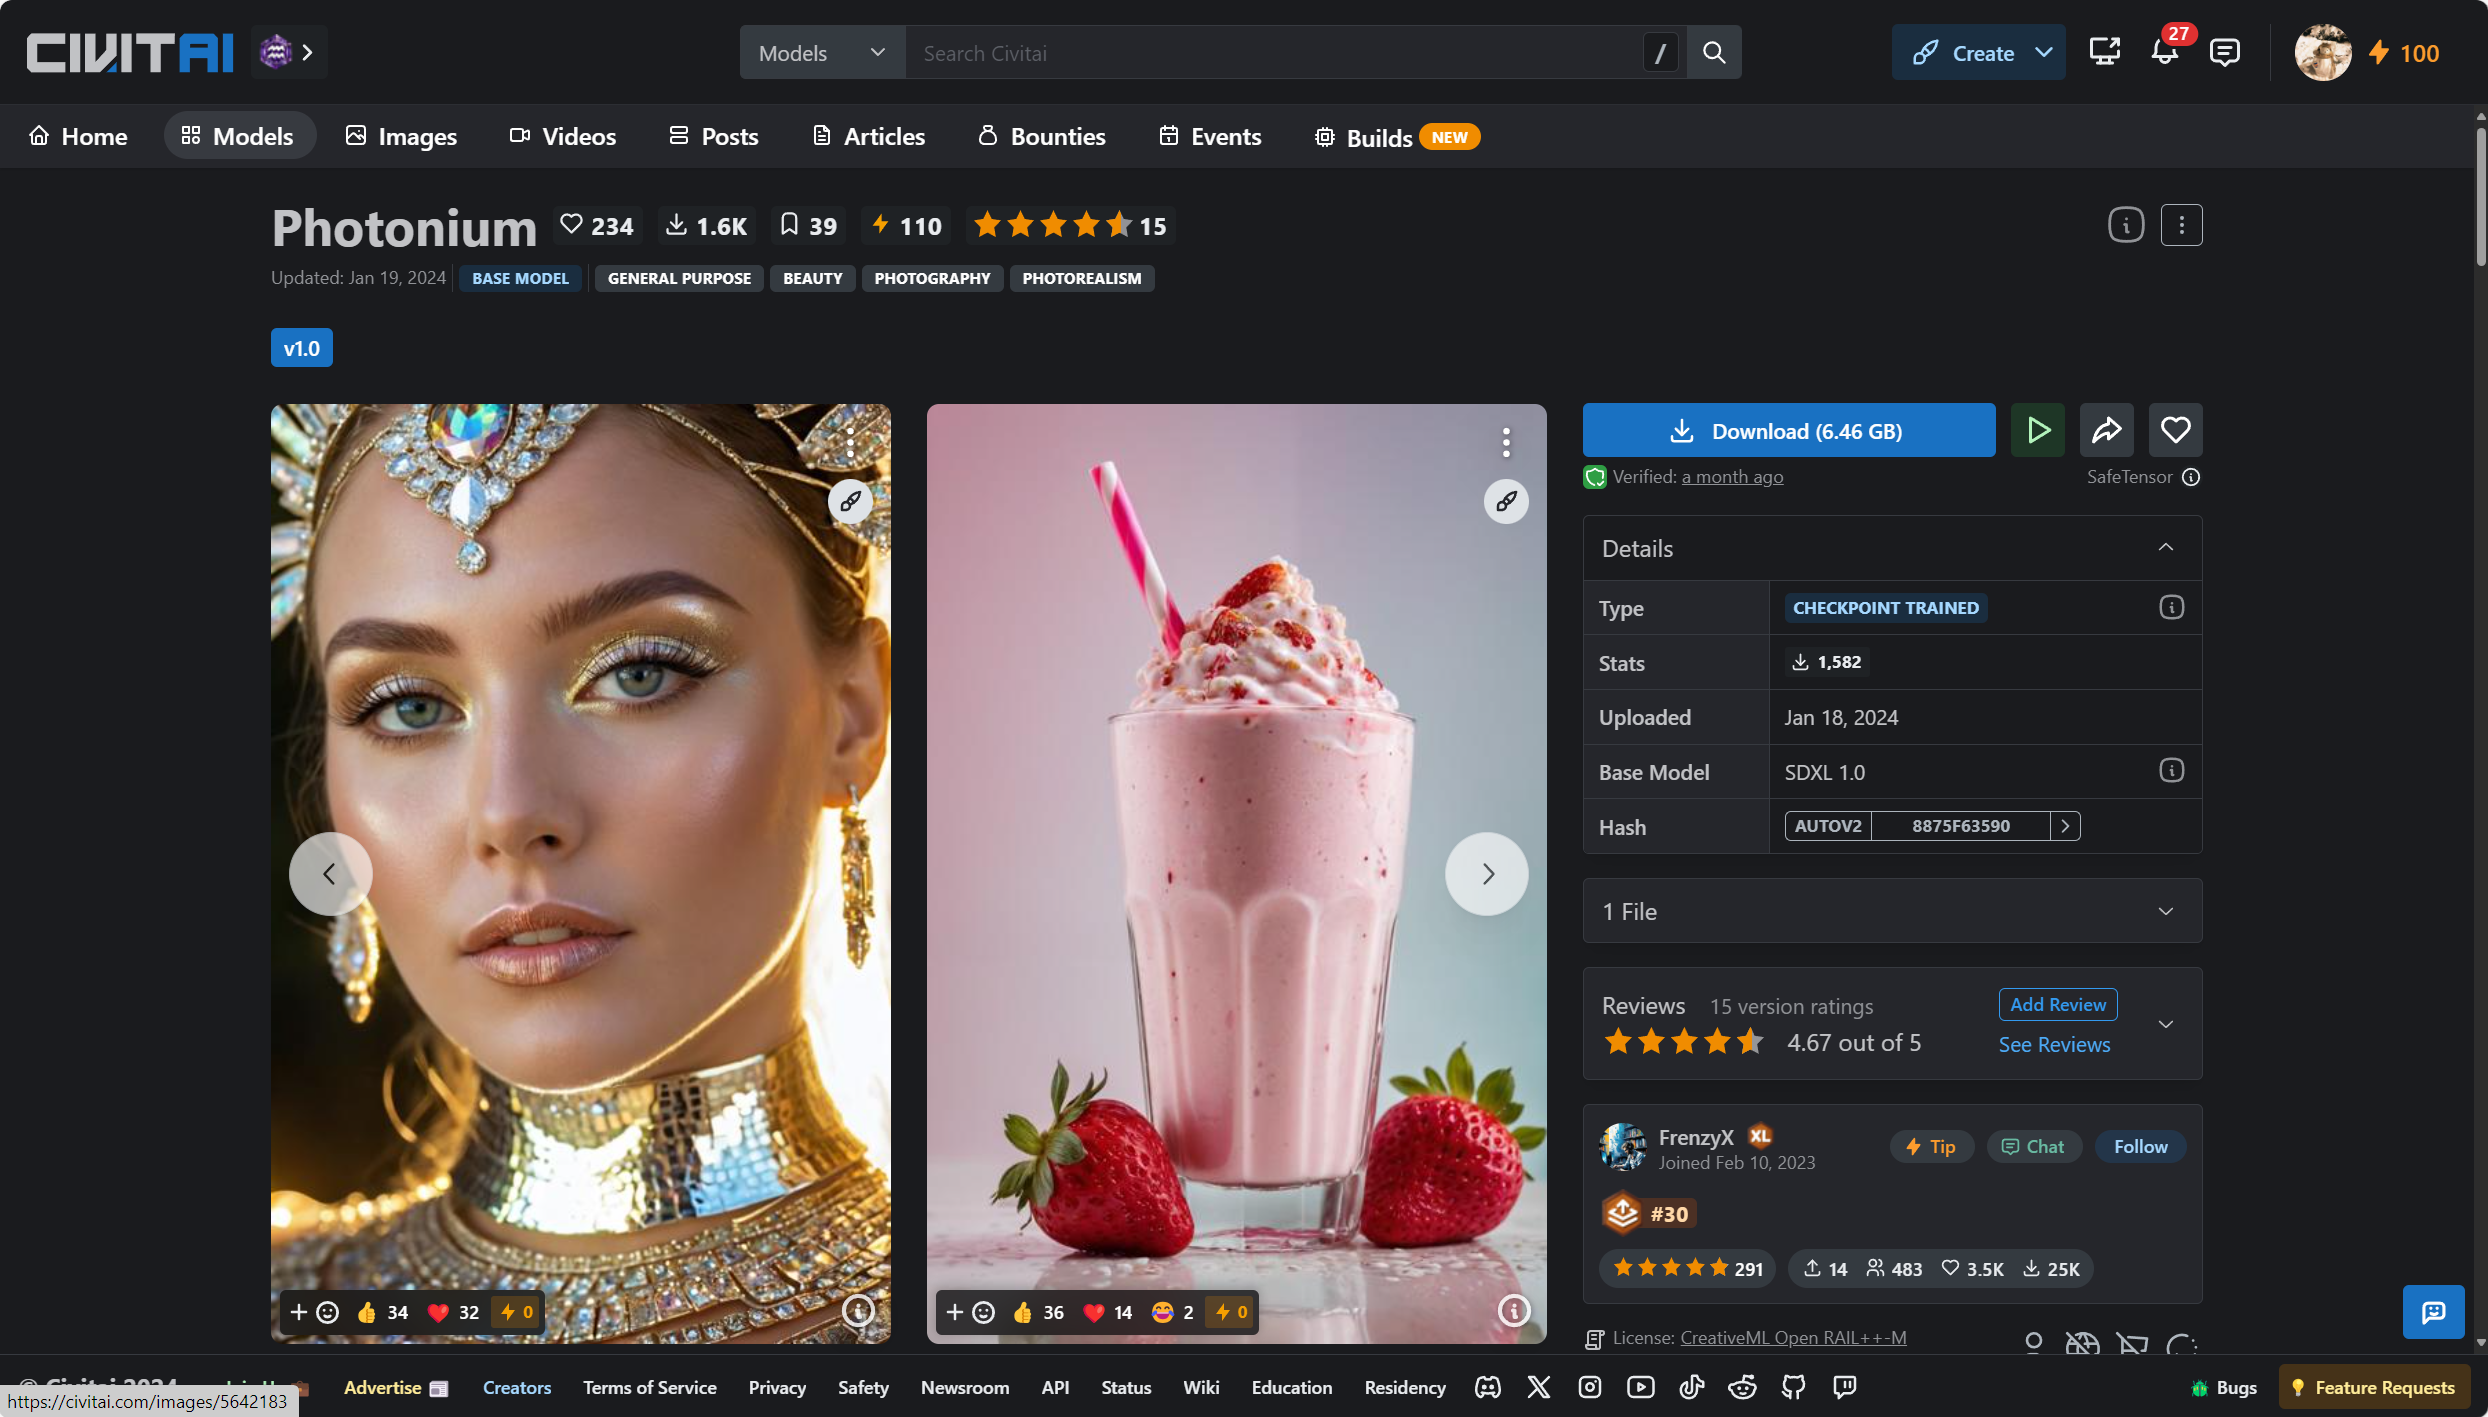 CIVITAI
Models
Search Civitai
/
Create
27
100
Home
Models
Images
Videos
Posts
Articles
Bounties
Events
Builds NEW
Photonium 234 1.6K 39 110 15
Updated: Jan 19, 2024 BASE MODEL GENERAL PURPOSE BEAUTY PHOTOGRAPHY PHOTOREALISM
v1.0
34 32 0
36 14 2 0
Download (6.46 GB)
Verified: a month ago SafeTensor
Details
Type CHECKPOINT TRAINED
Stats 1,582
Uploaded Jan 18, 2024
Base Model SDXL 1.0
Hash AUTOV2 8875F63590
1 File
Reviews 15 version ratings Add Review
4.67 out of 5 See Reviews
FrenzyX XL
Joined Feb 10, 2023
Tip Chat Follow
#30
291 14 483 3.5K 25K
License: CreativeML Open RAIL++-M
Advertise Creators Terms of Service Privacy Safety Newsroom API Status Wiki Education Residency
Bugs Feature Requests
https://civitai.com/images/5642183